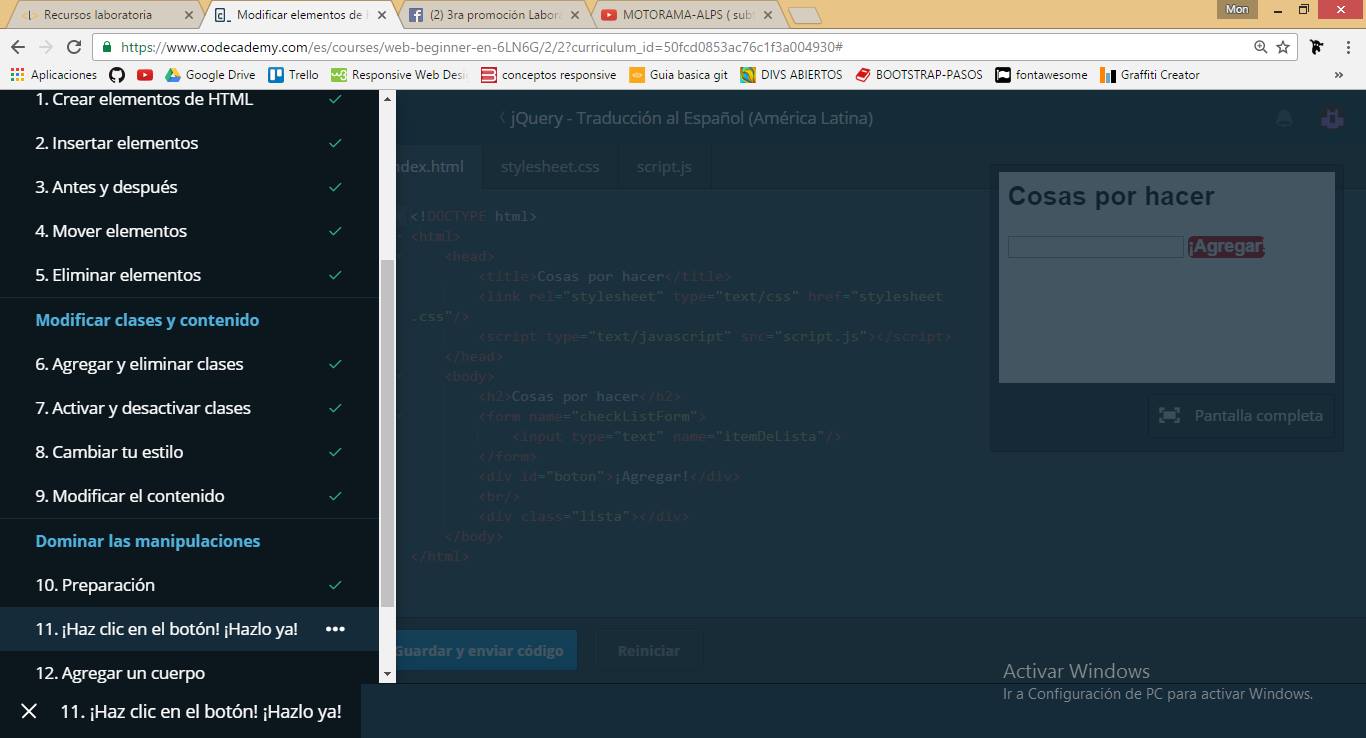 Recursos laboratoria
Modificar elementos de
(2) 3ra promoción Labora
MOTORAMA-ALPS ( sub
Mon
https://www.codecademy.com/es/courses/web-beginner-en-6LN6G/2/2?curriculum_id=50fcd0853ac76c1f3a004930#
Aplicaciones
Google Drive
Trello
Responsive Web Desi
conceptos responsive
Guia basica git
DIVS ABIERTOS
BOOTSTRAP-PASOS
fontawesome
Graffiti Creator
»
1. Crear elementos de HTML
2. Insertar elementos
3. Antes y después
4. Mover elementos
5. Eliminar elementos
Modificar clases y contenido
6. Agregar y eliminar clases
7. Activar y desactivar clases
8. Cambiar tu estilo
9. Modificar el contenido
Dominar las manipulaciones
10. Preparación
11. ¡Haz clic en el botón! ¡Hazlo ya!
12. Agregar un cuerpo
11. ¡Haz clic en el botón! ¡Hazlo ya!
jQuery - Traducción al Español (América Latina)
ndex.html
stylesheet.css
script.js
<!DOCTYPE html>
<html>
<head>
<title>Cosas por hacer</title>
<link rel="stylesheet" type="text/css" href="stylesheet
.css"/>
<script type="text/javascript" src="script.js"></script>
</head>
<body>
<h2>Cosas por hacer</h2>
<form name="checkListForm">
<input type="text" name="itemDeLista"/>
</form>
<div id="boton">¡Agregar!</div>
<br/>
<div class="lista"></div>
</body>
</html>
Guardar y enviar código
Reiniciar
Cosas por hacer
¡Agregar!
Pantalla completa
Activar Windows
Ir a Configuración de PC para activar Windows.